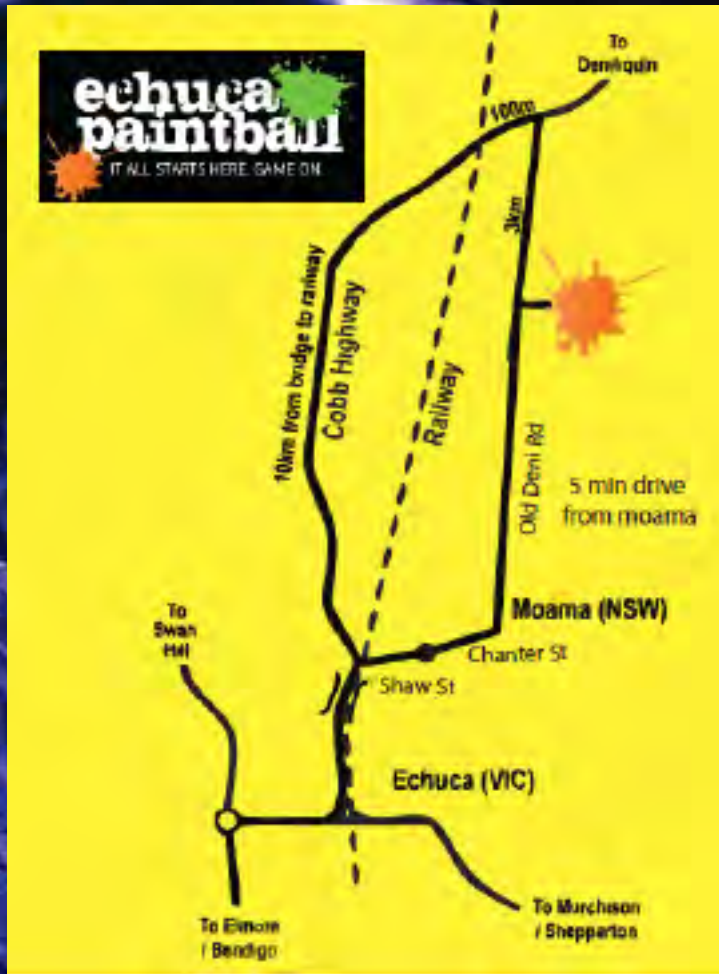 echuca
paintball
IT ALL STARTS HERE. GAME ON
To
Deniliquin
100m
3km
10km from bridge to railway
Cobb Highway
Railway
Old Deni Rd
5 min drive
from moama
Moama (NSW)
Chanter St
Shaw St
To
Swan
Hill
Echuca (VIC)
To Elmore
/ Bendigo
To Murchison
/ Shepparton